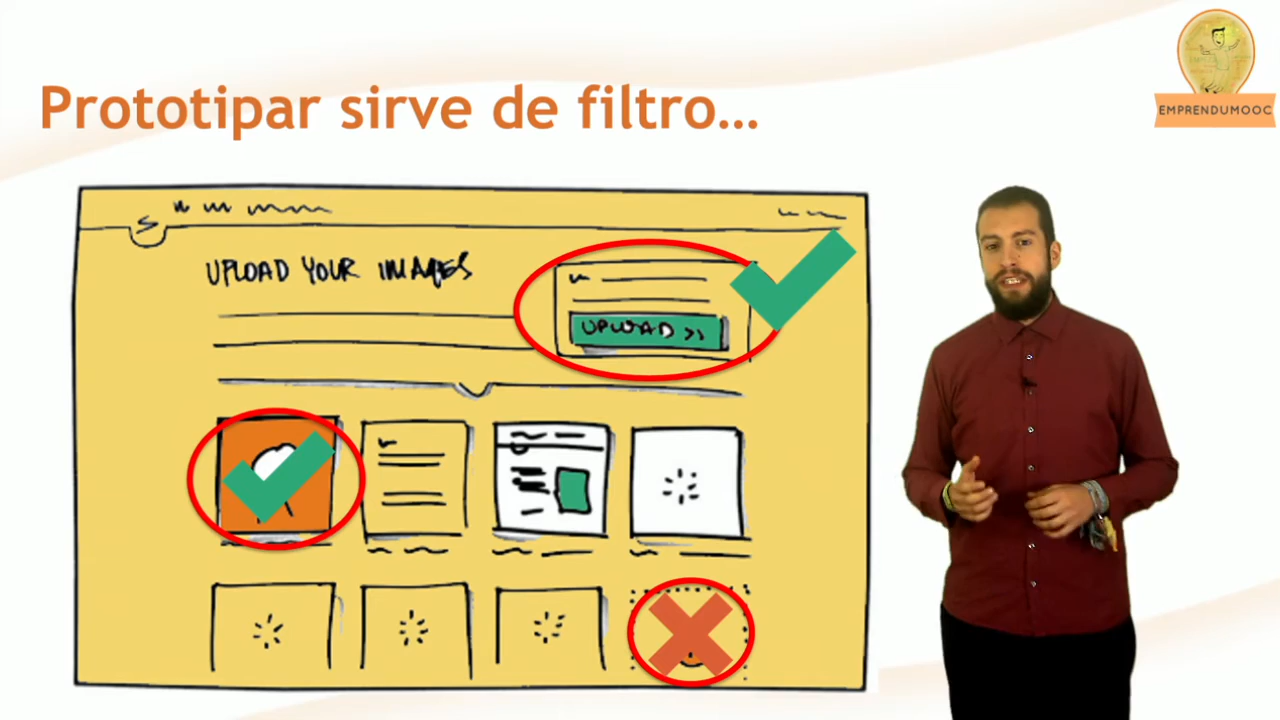 Prototipar sirve de filtro...
EMPRENDUMOOC
UPLOAD YOUR IMAGES
UPLOAD >>